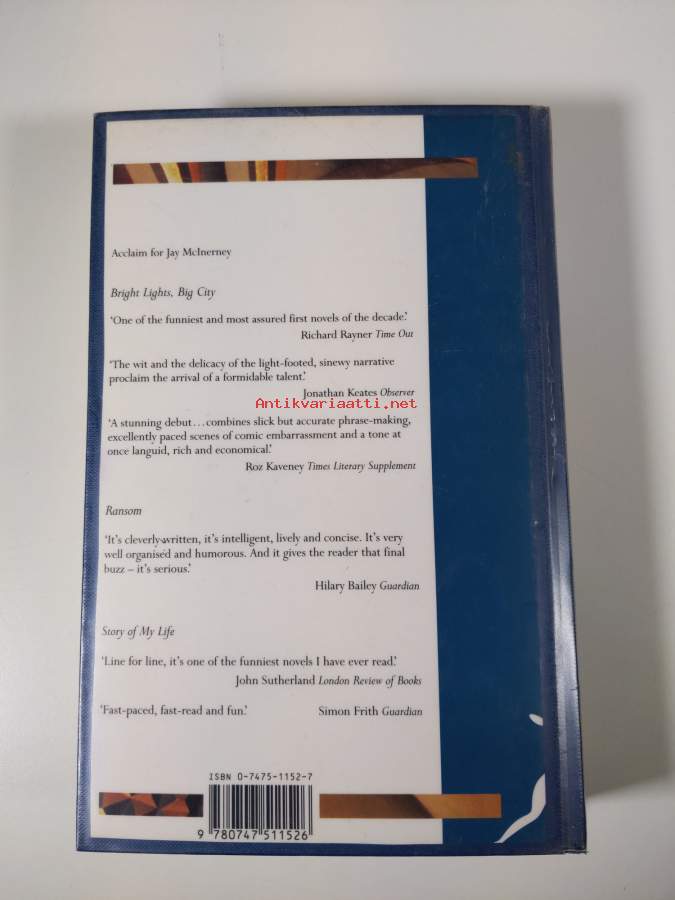 Acclaim for Jay McInerney
Bright Lights, Big City
‘One of the funniest and most assured first novels of the decade.’
Richard Rayner Time Out
‘The wit and the delicacy of the light-footed, sinewy narrative
proclaim the arrival of a formidable talent.’
Jonathan Keates Observer
Antikvariaatti.net
‘A stunning debut…combines slick but accurate phrase-making,
excellently paced scenes of comic embarrassment and a tone at
once languid, rich and economical.’
Roz Kaveney Times Literary Supplement
Ransom
‘It’s cleverly written, it’s intelligent, lively and concise. It’s very
well organised and humorous. And it gives the reader that final
buzz – it’s serious.’
Hilary Bailey Guardian
Story of My Life
‘Line for line, it’s one of the funniest novels I have ever read.’
John Sutherland London Review of Books
‘Fast-paced, fast-read and fun.’ Simon Frith Guardian
ISBN 0-7475-1152-7
9 780747 511526